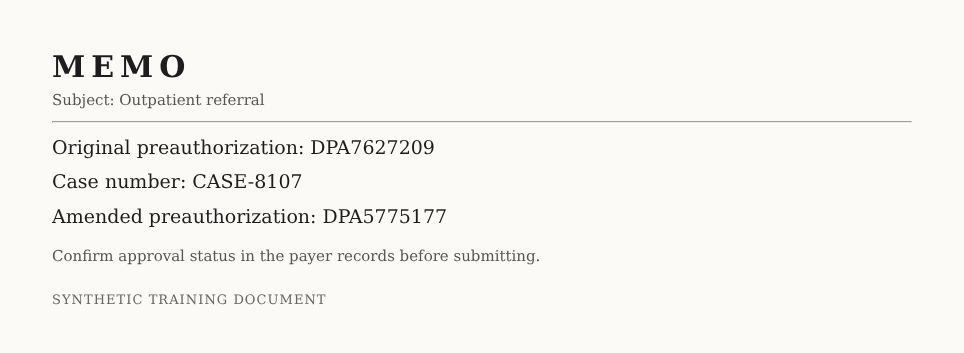 MEMO
Subject: Outpatient referral
Original preauthorization: DPA7627209
Case number: CASE-8107
Amended preauthorization: DPA5775177
Confirm approval status in the payer records before submitting.
SYNTHETIC TRAINING DOCUMENT